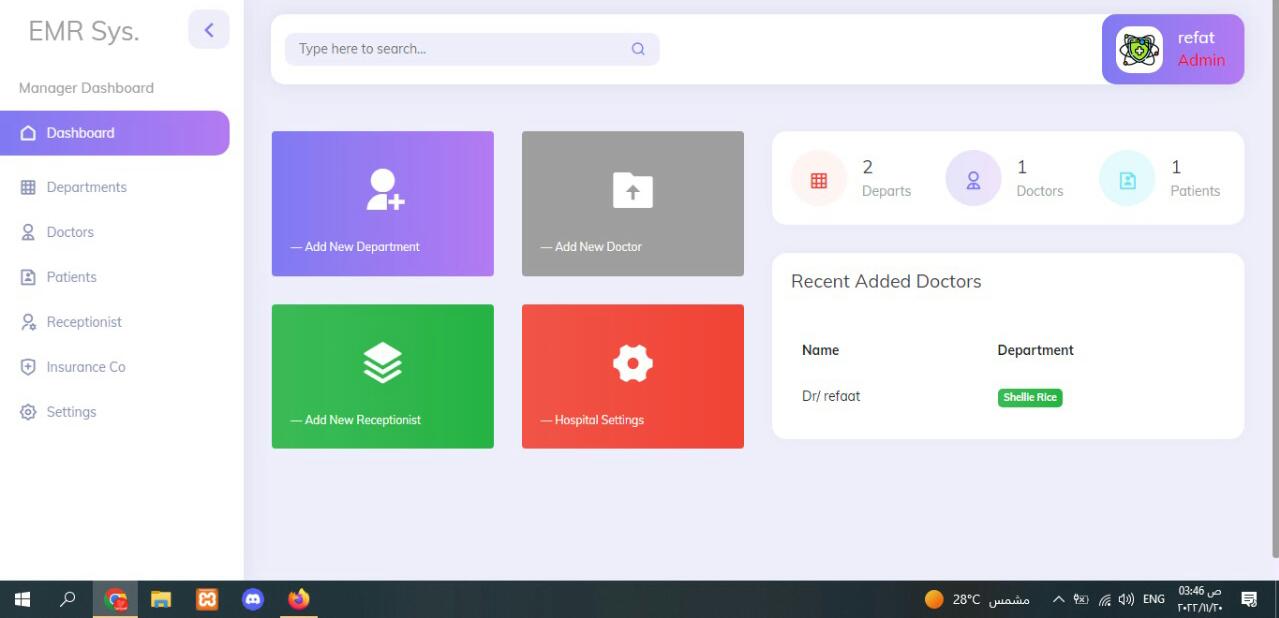 EMR Sys.
Manager Dashboard
Dashboard
Departments
Doctors
Patients
Receptionist
Insurance Co
Settings
Type here to search...
refat
Admin
— Add New Department
— Add New Doctor
— Add New Receptionist
— Hospital Settings
2
Departs
1
Doctors
1
Patients
Recent Added Doctors
Name Department
Dr/ refaat Shellie Rice
28°C مشمس
ENG
03:46 ص
٢٠٢٢/١١/٢٠